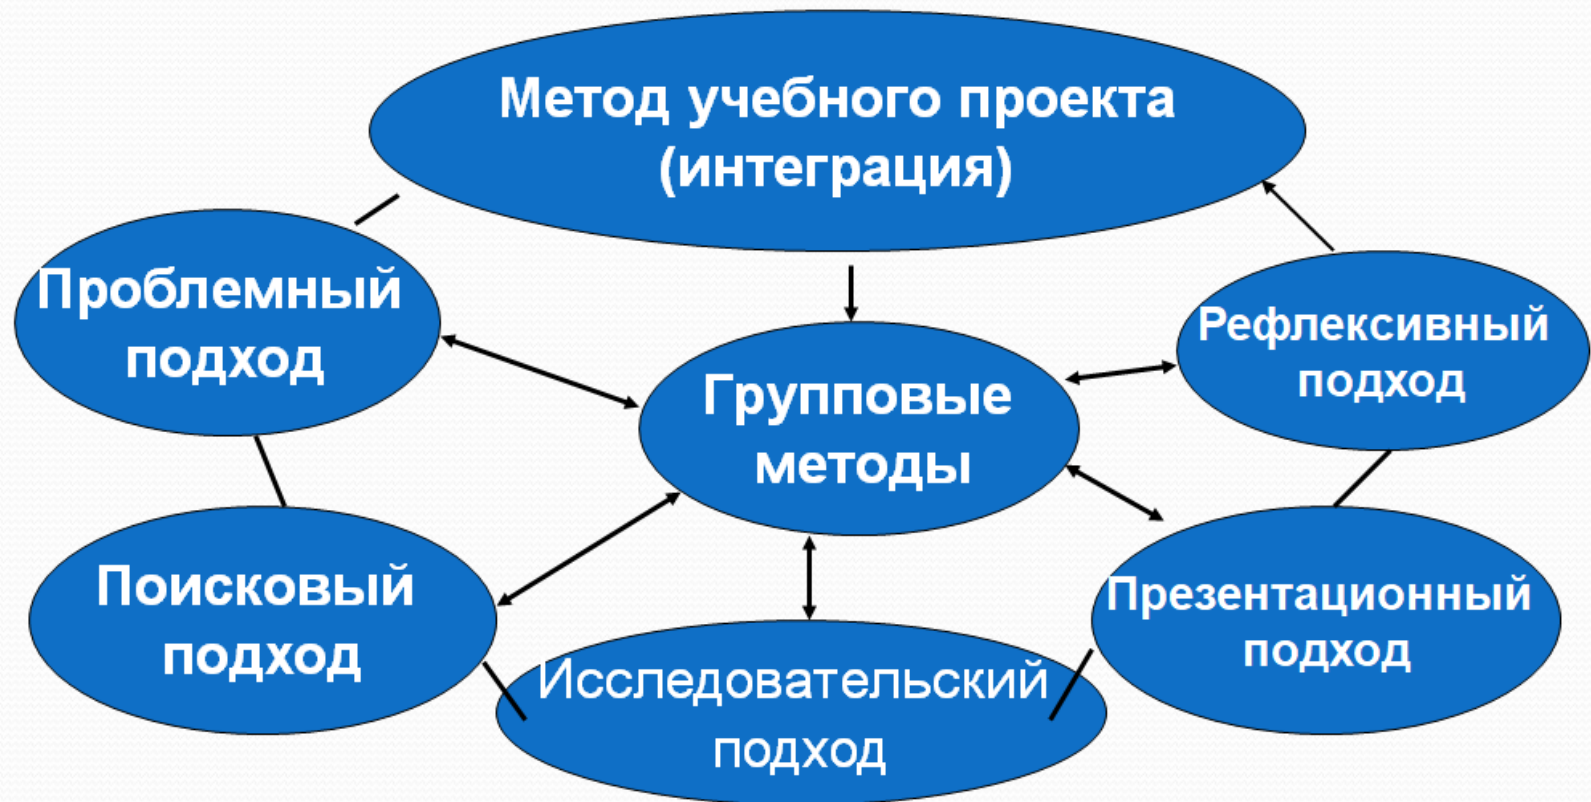 Метод учебного проекта
(интеграция)
Проблемный
подход
Рефлексивный
подход
Групповые
методы
Поисковый
подход
Презентационный
подход
Исследовательский
подход